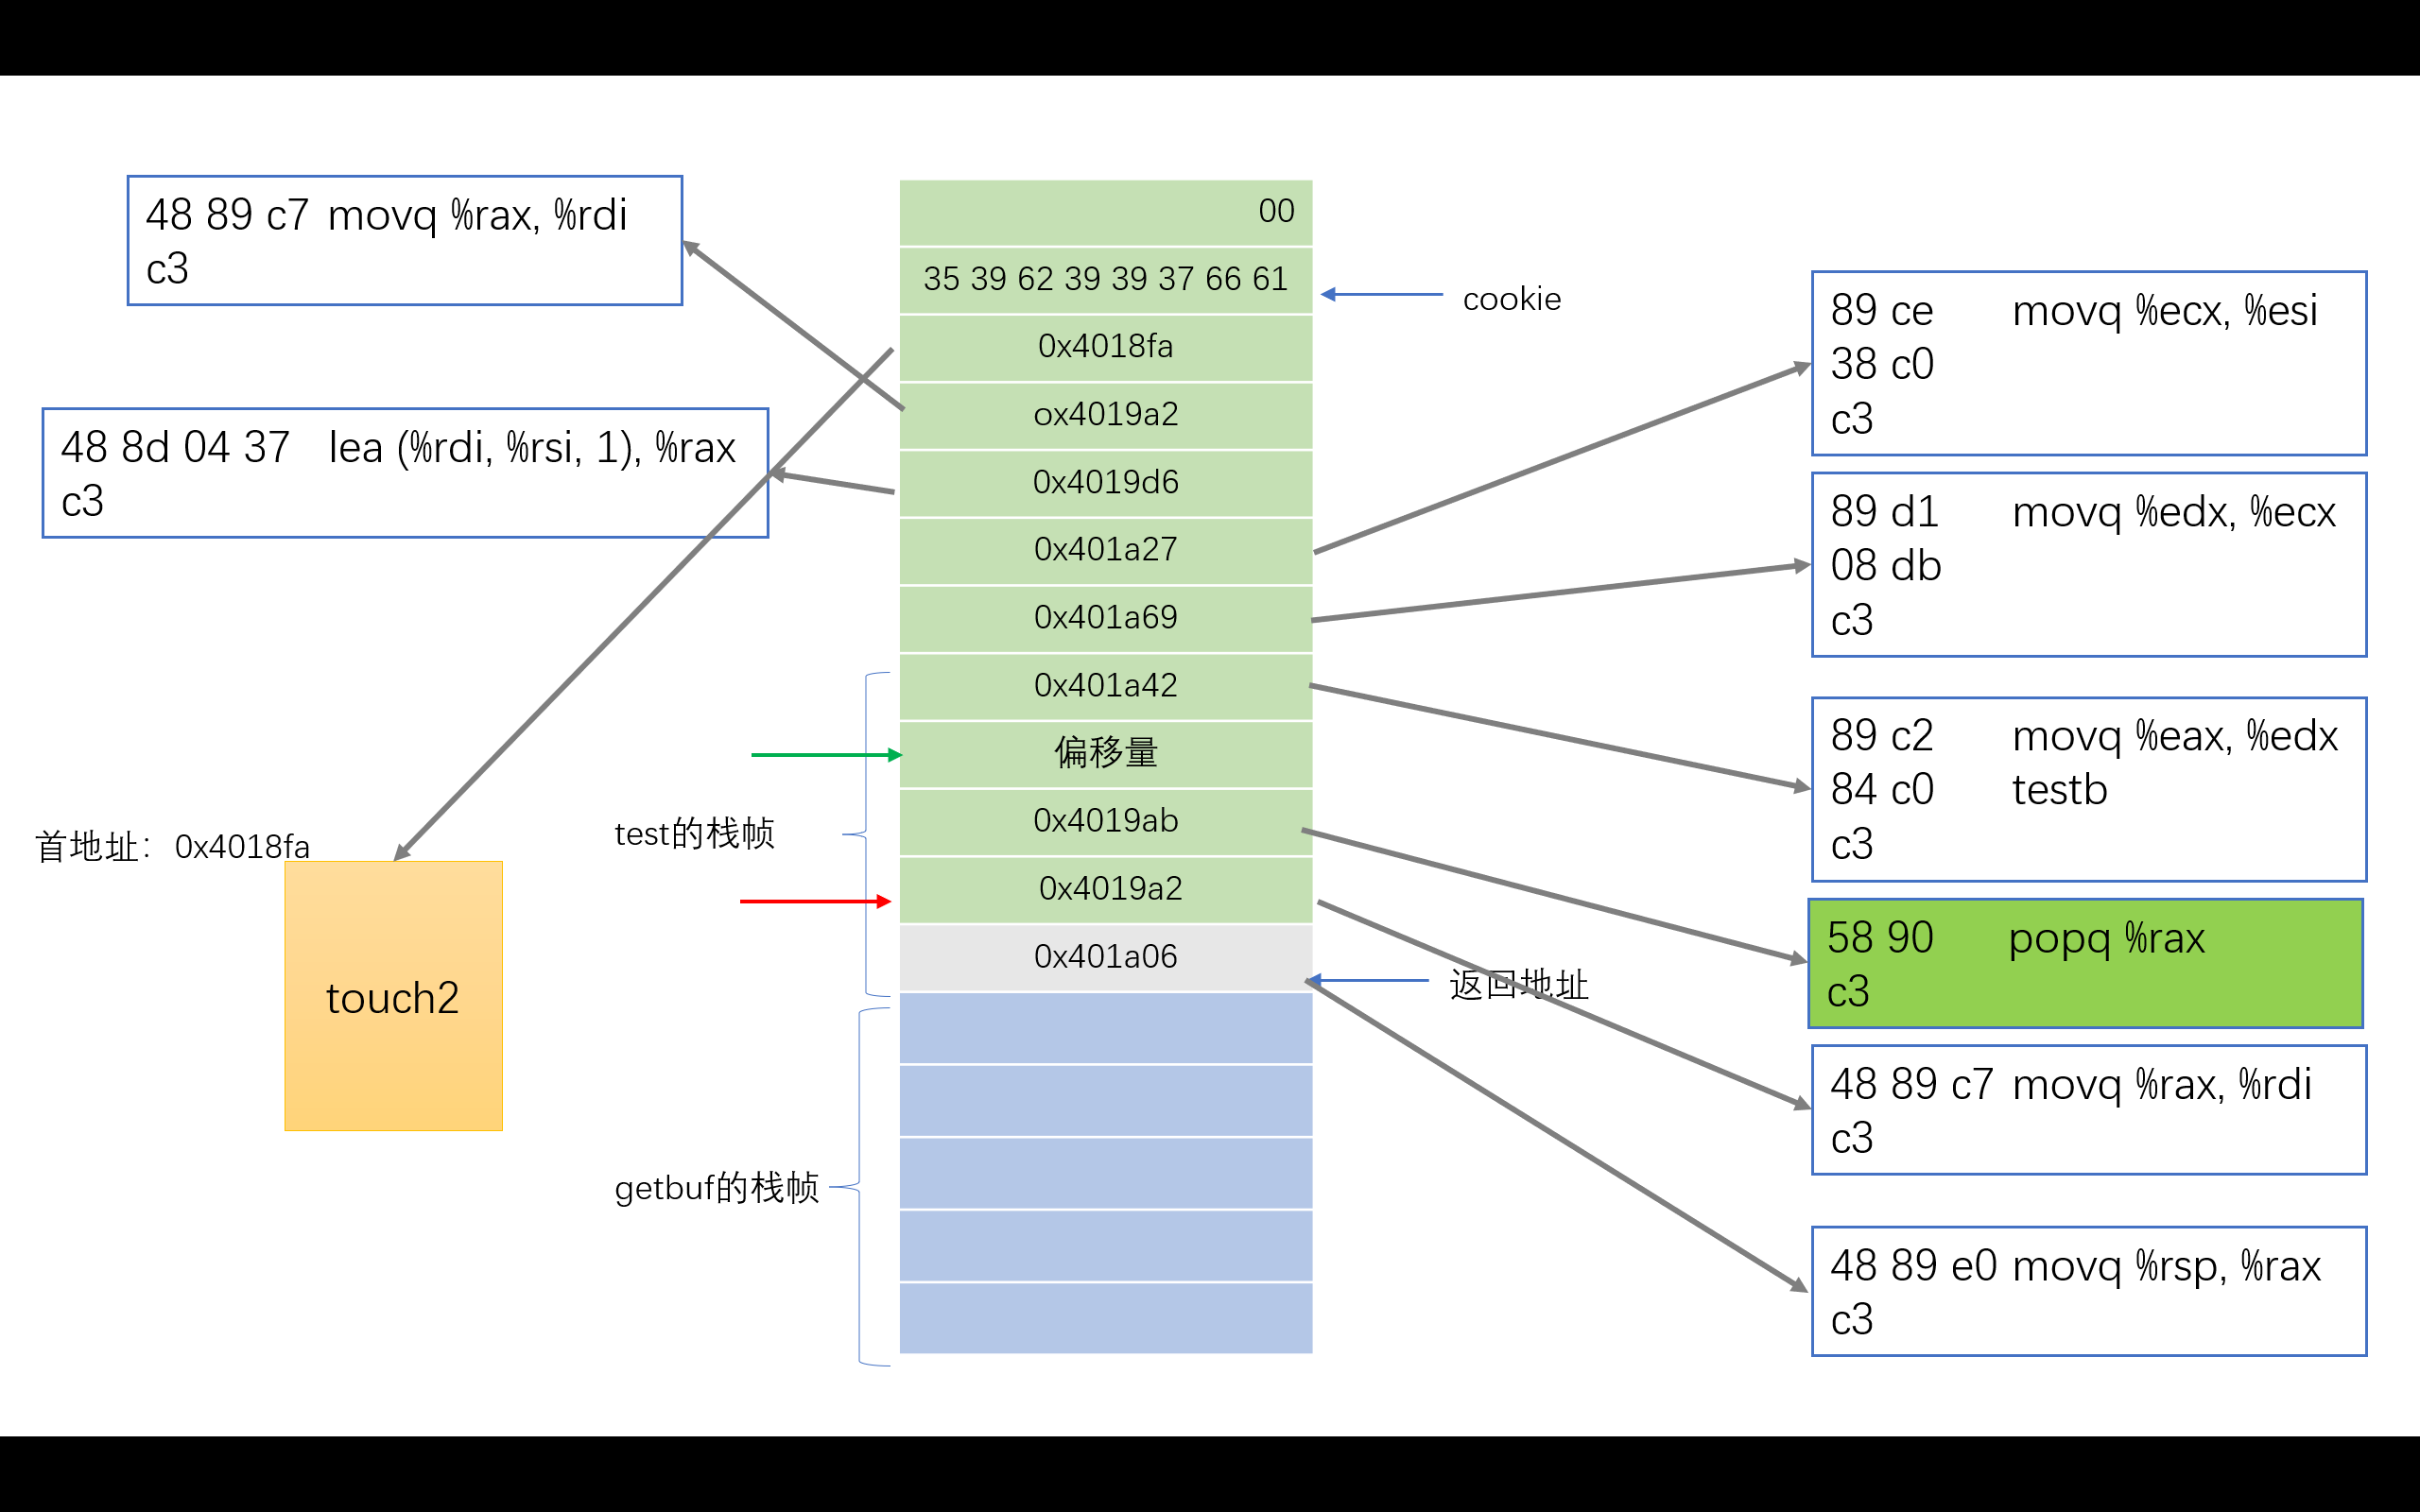 48 89 c7 movq %rax, %rdi
c3
48 8d 04 37 lea (%rdi, %rsi, 1), %rax
c3
首地址： 0x4018fa
touch2
test的栈帧
getbuf的栈帧
00
35 39 62 39 39 37 66 61
0x4018fa
ox4019a2
0x4019d6
0x401a27
0x401a69
0x401a42
偏移量
0x4019ab
0x4019a2
0x401a06
cookie
返回地址
89 ce movq %ecx, %esi
38 c0
c3
89 d1 movq %edx, %ecx
08 db
c3
89 c2 movq %eax, %edx
84 c0 testb
c3
58 90 popq %rax
c3
48 89 c7 movq %rax, %rdi
c3
48 89 e0 movq %rsp, %rax
c3